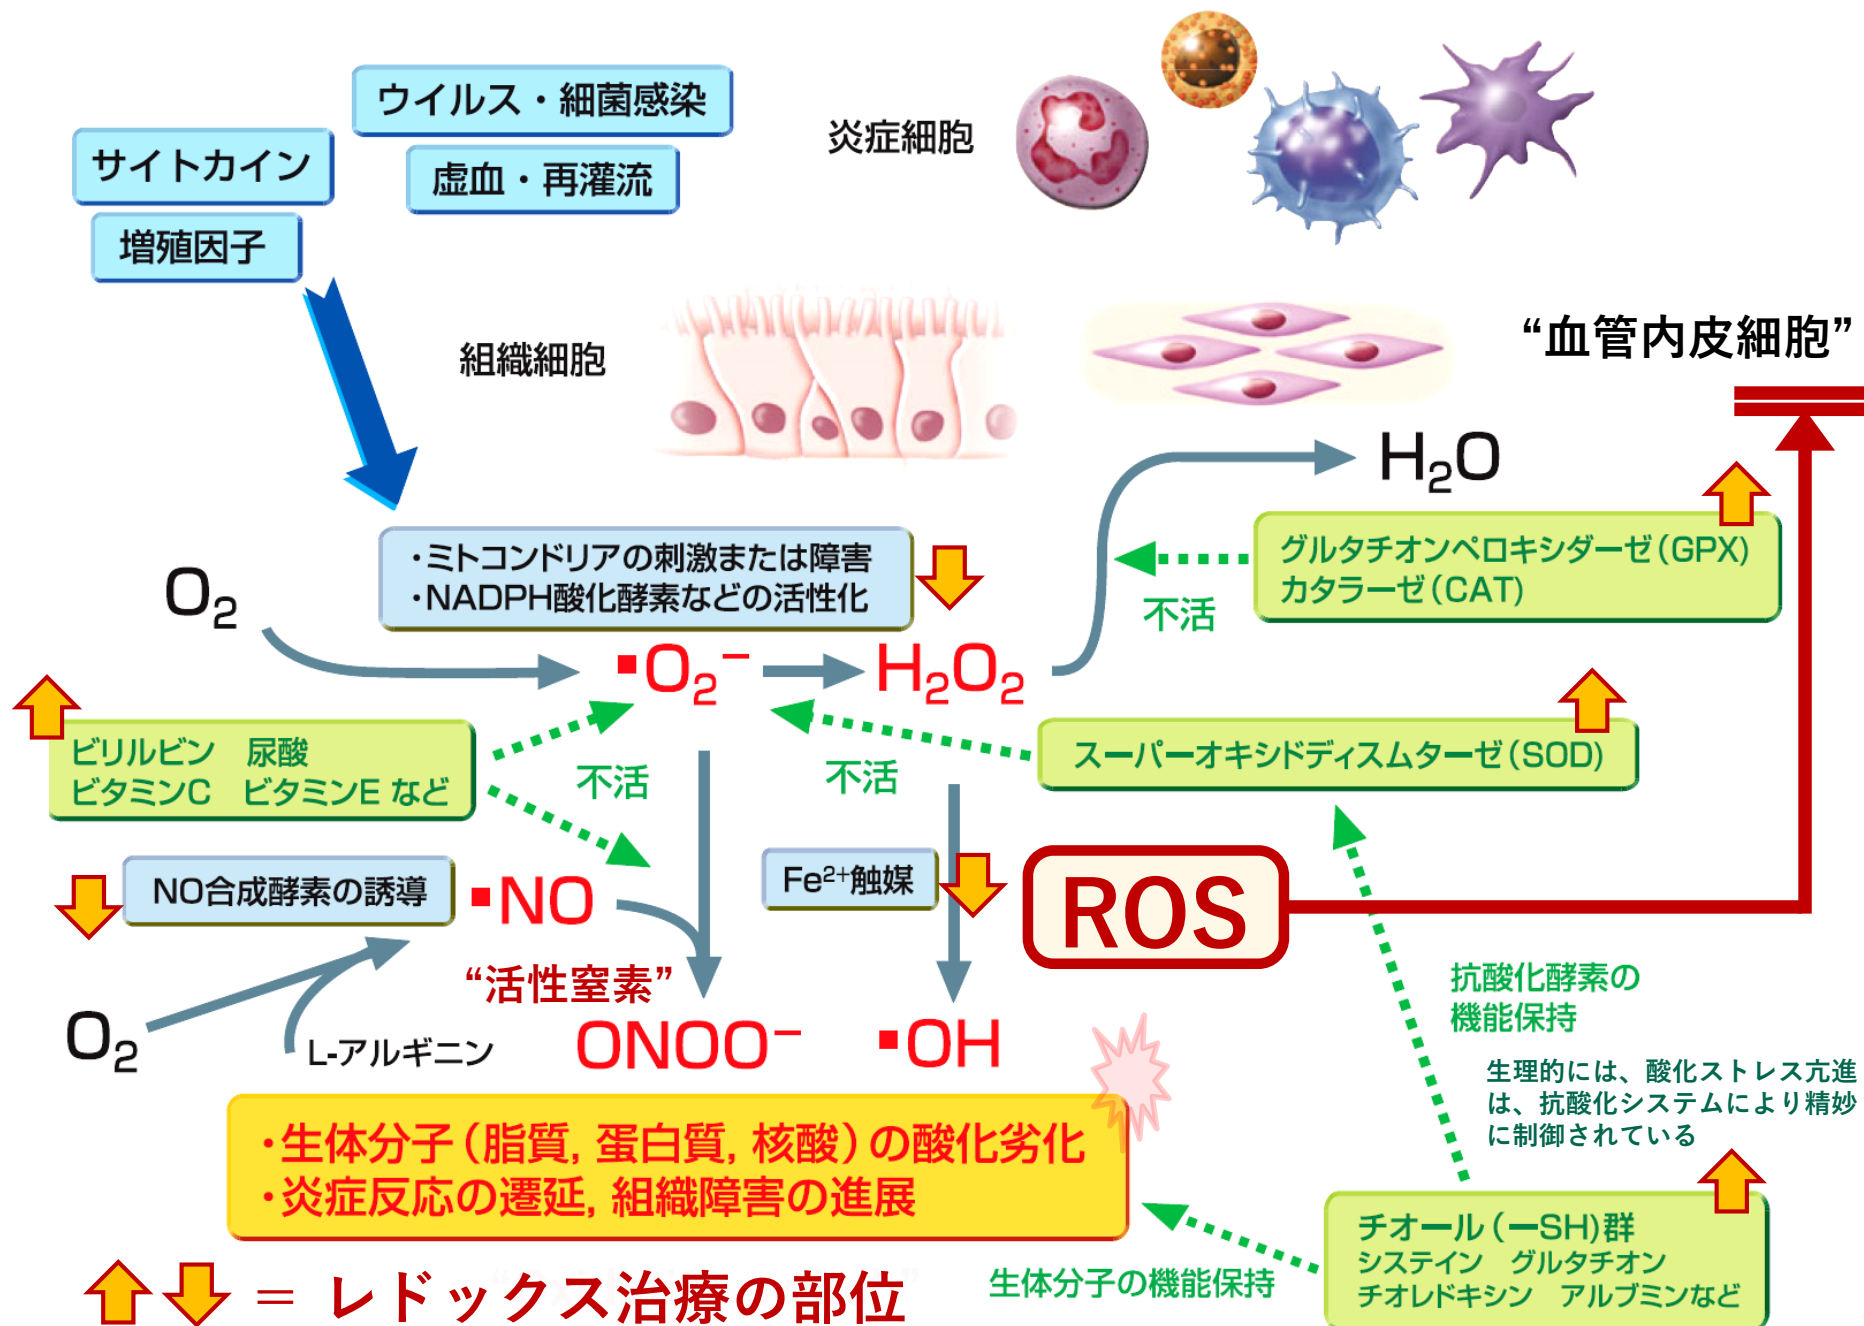 ウイルス・細菌感染
サイトカイン
虚血・再灌流
増殖因子
炎症細胞
組織細胞
“血管内皮細胞”
H₂O
・ミトコンドリアの刺激または障害
・NADPH酸化酵素などの活性化
グルタチオンペロキシダーゼ(GPX)
カタラーゼ(CAT)
不活
O₂
▪O₂⁻
H₂O₂
ビリルビン 尿酸
ビタミンC ビタミンE など
不活
不活
スーパーオキシドディスムターゼ(SOD)
NO合成酵素の誘導
▪NO
Fe²⁺触媒
ROS
“活性窒素”
抗酸化酵素の
機能保持
O₂
L-アルギニン
ONOO⁻
▪OH
生理的には、酸化ストレス亢進
は、抗酸化システムにより精妙
に制御されている
・生体分子(脂質, 蛋白質, 核酸)の酸化劣化
・炎症反応の遷延, 組織障害の進展
チオール(ーSH)群
システイン グルタチオン
チオレドキシン アルブミンなど
生体分子の機能保持
= レドックス治療の部位